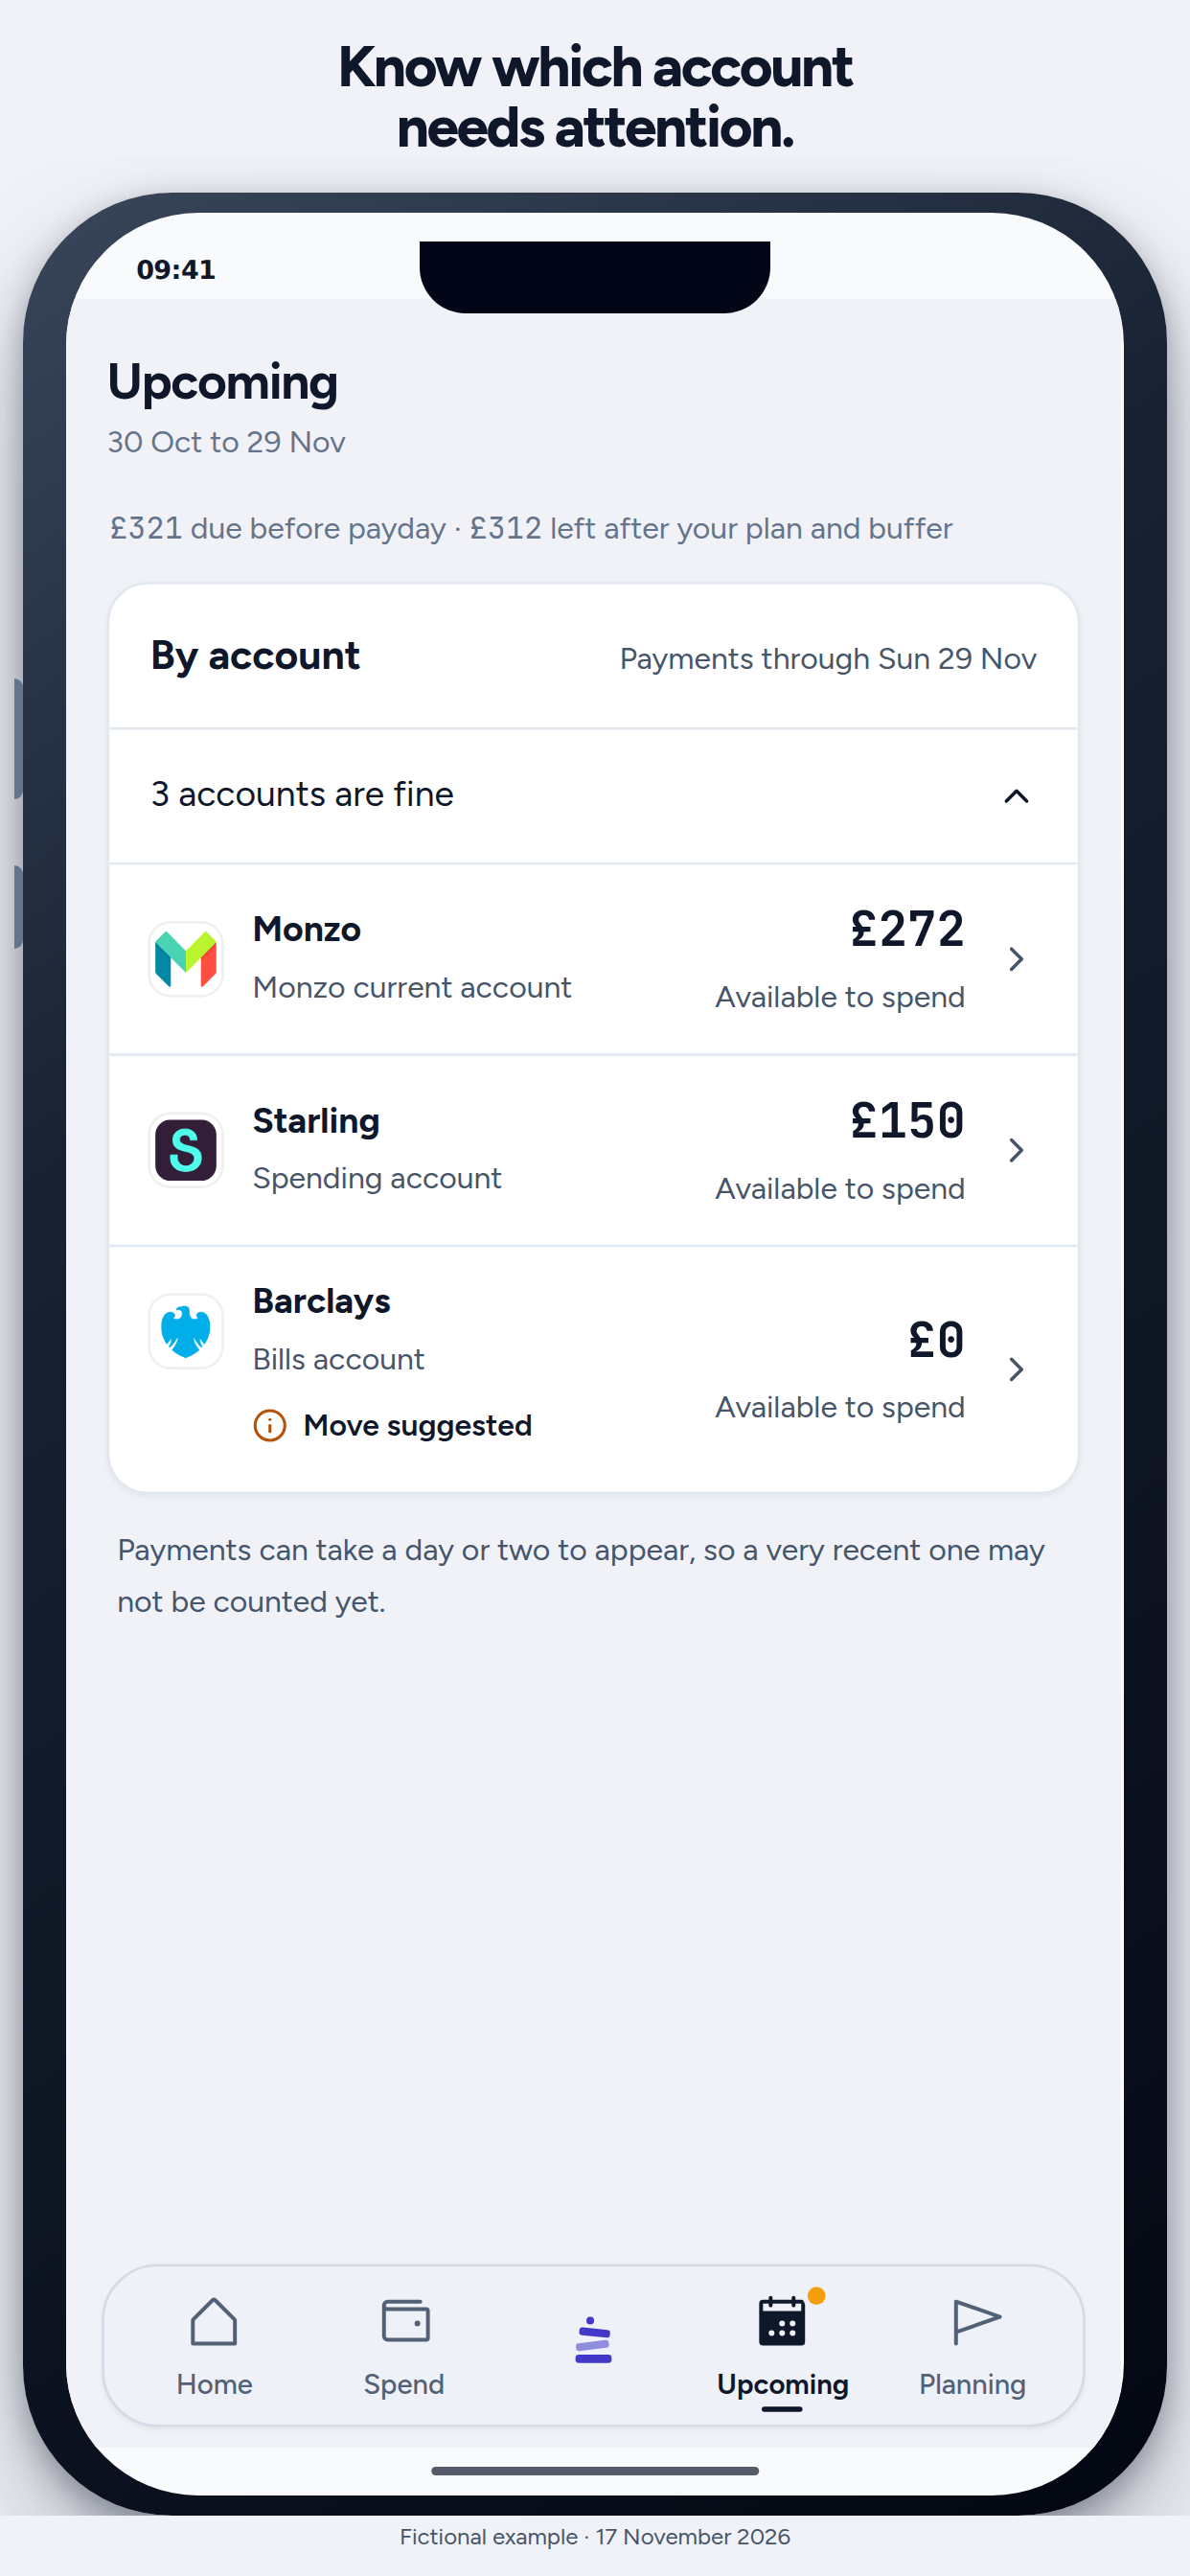 Know which account
needs attention.
09:41
Upcoming
30 Oct to 29 Nov
£321 due before payday · £312 left after your plan and buffer
By account
Payments through Sun 29 Nov
3 accounts are fine
Monzo
Monzo current account
£272
Available to spend
S
Starling
Spending account
£150
Available to spend
Barclays
Bills account
Move suggested
£0
Available to spend
Payments can take a day or two to appear, so a very recent one may
not be counted yet.
Home
Spend
Upcoming
Planning
Fictional example · 17 November 2026